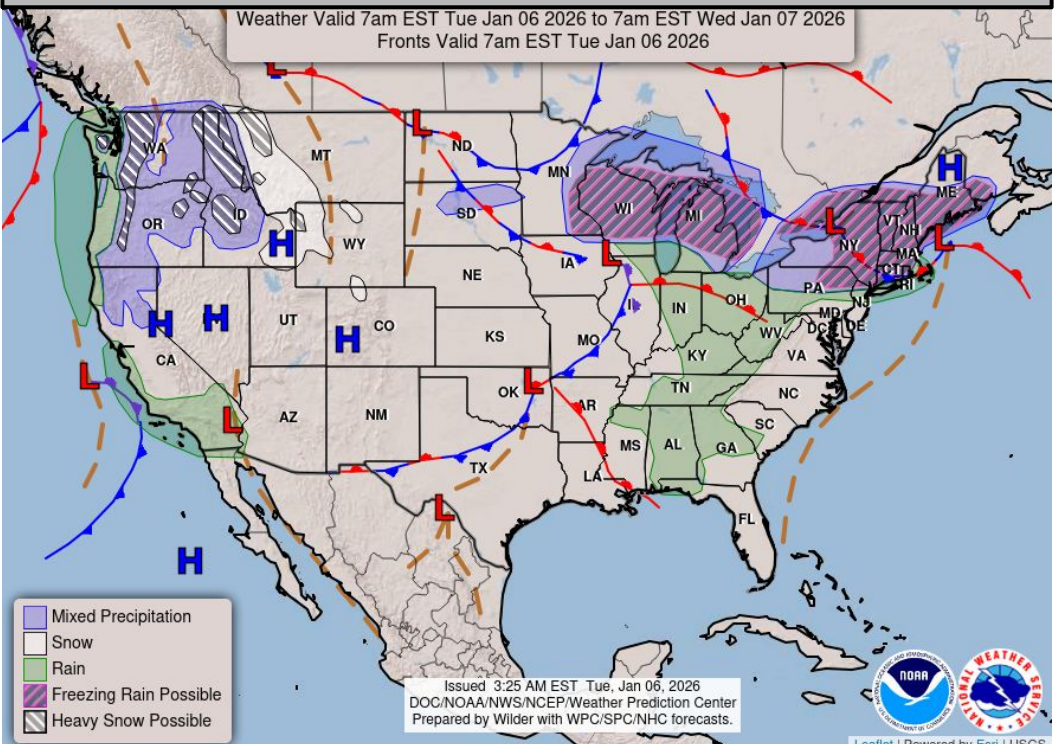 Weather Valid 7am EST Tue Jan 06 2026 to 7am EST Wed Jan 07 2026
Fronts Valid 7am EST Tue Jan 06 2026
L
L
WA
MT
ND
MN
H
ME
OR
ID
SD
WI
MI
L
VT
NH
NY
MA
L
H
WY
L
IA
CT
RI
NE
PA
NJ
IN
OH
MD
DE
DC
WV
H
H
UT
H
CO
KS
MO
VA
CA
KY
L
L
OK
TN
NC
L
AZ
NM
AR
SC
MS
AL
GA
TX
LA
L
FL
H
Mixed Precipitation
Snow
Rain
Freezing Rain Possible
Heavy Snow Possible
Issued 3:25 AM EST Tue, Jan 06, 2026
DOC/NOAA/NWS/NCEP/Weather Prediction Center
Prepared by Wilder with WPC/SPC/NHC forecasts.
NOAA
NATIONAL WEATHER SERVICE
Leaflet | Powered by Esri | USGS